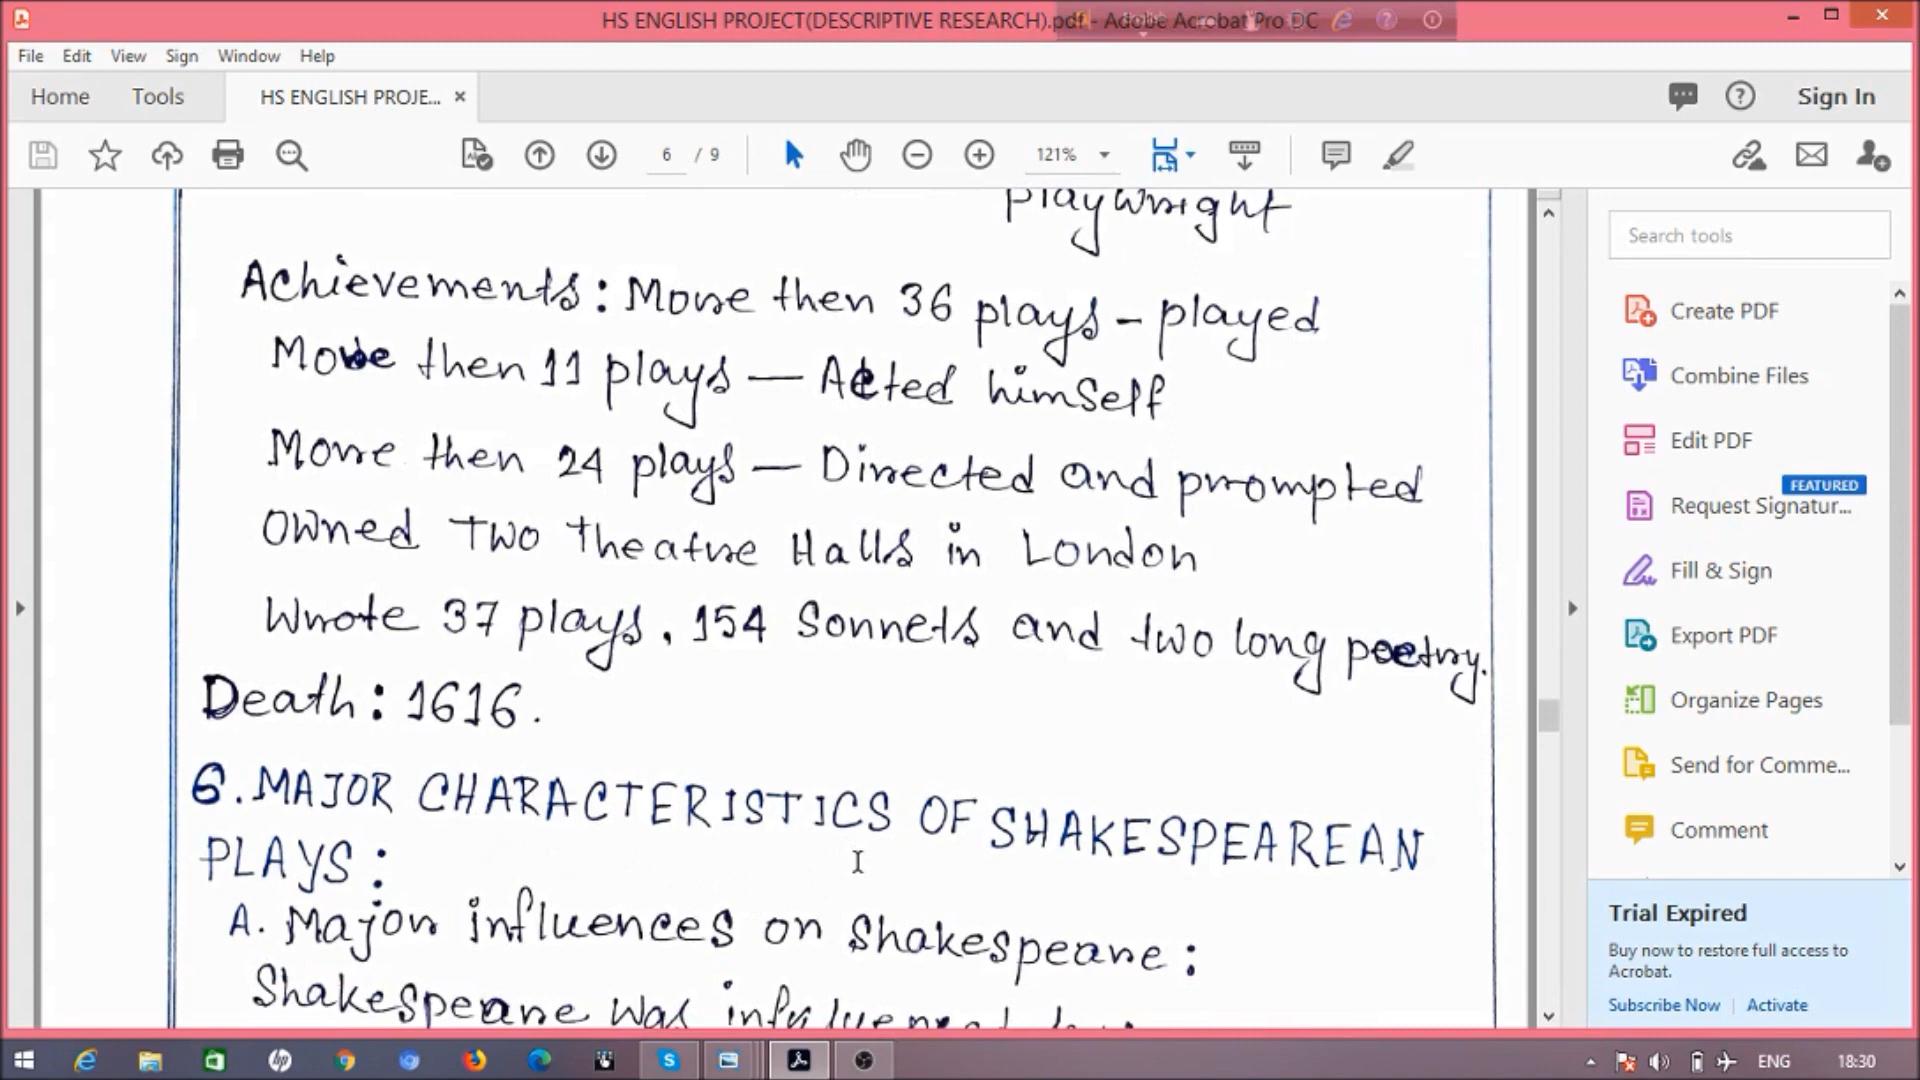 HS ENGLISH PROJECT(DESCRIPTIVE RESEARCH).pdf - Adobe Acrobat Pro DC
File Edit View Window Sign Help
Home Tools HS ENGLISH PROJE... × Sign In
6 / 9 121%
playwright
Achievements: More then 36 plays - played
More then 11 plays — Acted himself
More then 24 plays — Directed and prompted
Owned Two Theatre Halls in London
Wrote 37 plays, 154 Sonnets and two long poetry.
Death: 1616.
6. MAJOR CHARACTERISTICS OF SHAKESPEAREAN
PLAYS:
A. Major influences on Shakespeare:
Shakespeare was
Search tools
Create PDF
Combine Files
Edit PDF
FEATURED
Request Signatur...
Fill & Sign
Export PDF
Organize Pages
Send for Comme...
Comment
Trial Expired
Buy now to restore full access to
Acrobat.
Subscribe Now Activate
ENG 18:30